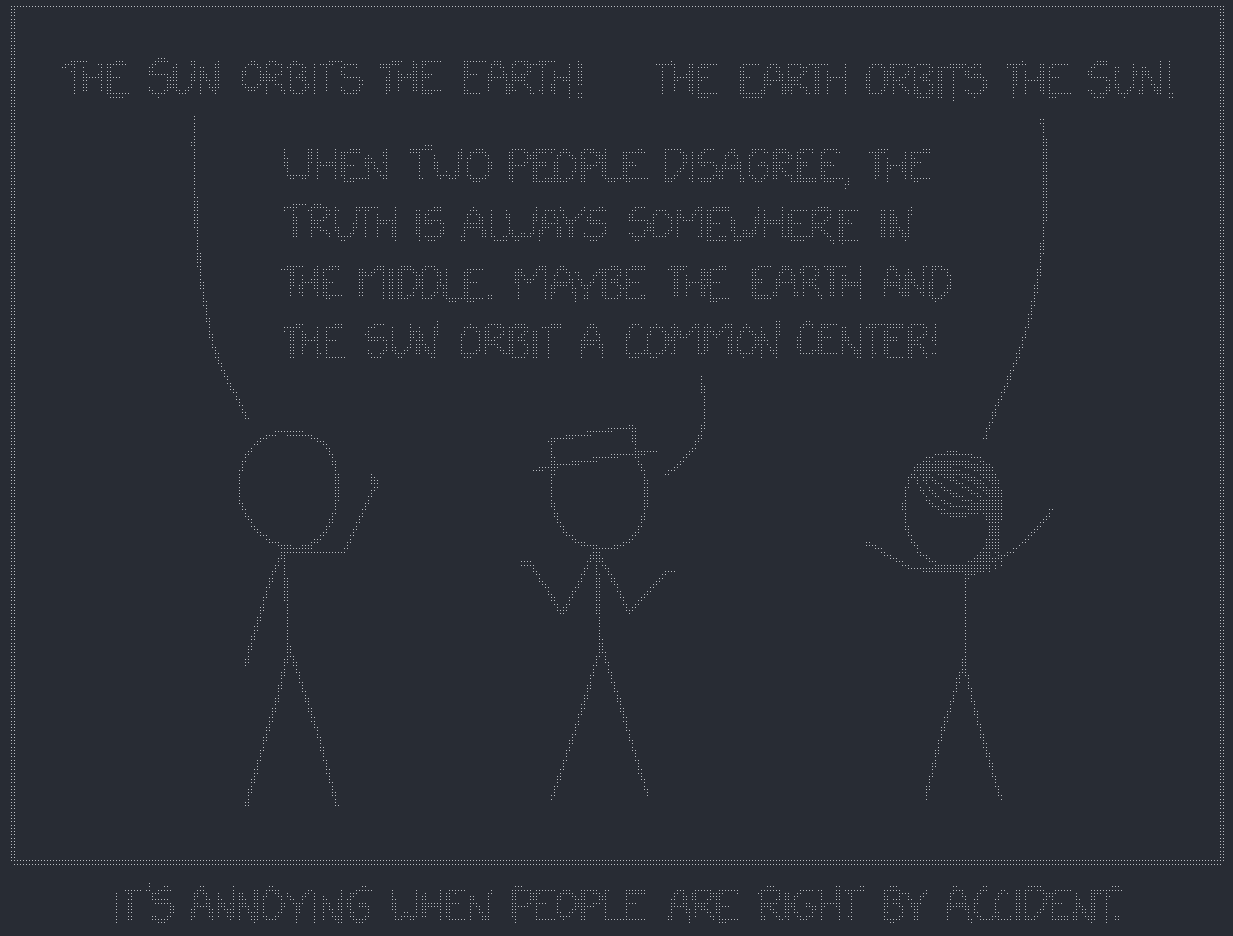 THE SUN ORBITS THE EARTH!
THE EARTH ORBITS THE SUN!
WHEN TWO PEOPLE DISAGREE, THE
TRUTH IS ALWAYS SOMEWHERE IN
THE MIDDLE. MAYBE THE EARTH AND
THE SUN ORBIT A COMMON CENTER!
IT'S ANNOYING WHEN PEOPLE ARE RIGHT BY ACCIDENT.